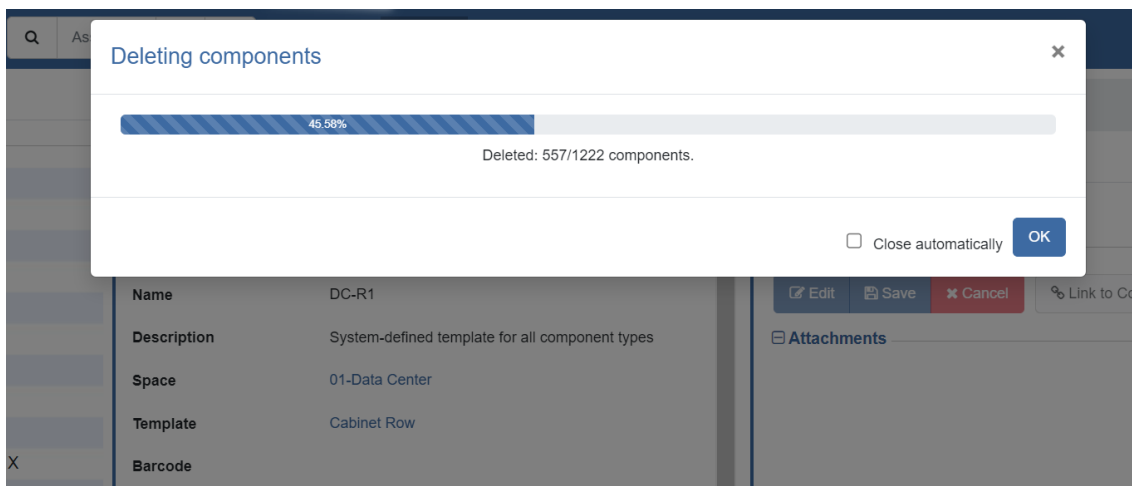 As
Deleting components
×
45.58%
Deleted: 557/1222 components.
Close automatically
OK
Name DC-R1
Edit Save Cancel Link to Co
Description System-defined template for all component types
Attachments
Space 01-Data Center
Template Cabinet Row
X
Barcode